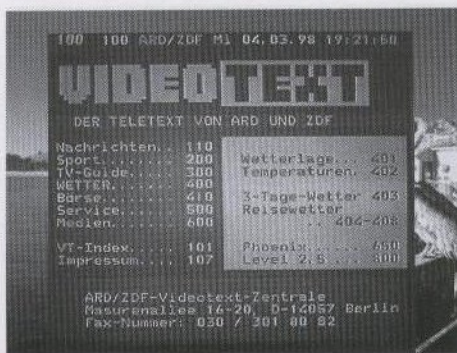 100 100 ARD/ZDF Mi 04.03.98 19:21:50
VIDEOTEXT
DER TELETEXT VON ARD UND ZDF
Nachrichten.. 110
Sport........ 200
TV-Guide..... 300
WETTER....... 400
Börse........ 410
Service...... 500
Medien....... 600
VT-Index..... 101
Impressum.... 107
Wetterlage... 401
Temperaturen. 402
3-Tage-Wetter 403
Reisewetter
.. 404-408
Phoenix...... 650
Level 2.5 ... 800
ARD/ZDF-Videotext-Zentrale
Masurenallee 16-20, D-14057 Berlin
Fax-Nummer: 030 / 301 00 82